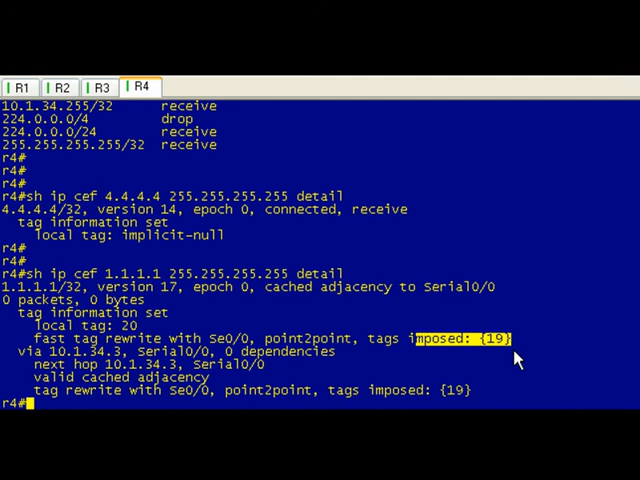 R1 R2 R3 R4
10.1.34.255/32 receive
224.0.0.0/4 drop
224.0.0.0/24 receive
255.255.255.255/32 receive
r4#
r4#
r4#
r4#sh ip cef 4.4.4.4 255.255.255.255 detail
4.4.4.4/32, version 14, epoch 0, connected, receive
tag information set
local tag: implicit-null
r4#
r4#
r4#sh ip cef 1.1.1.1 255.255.255.255 detail
1.1.1.1/32, version 17, epoch 0, cached adjacency to Serial0/0
0 packets, 0 bytes
tag information set
local tag: 20
fast tag rewrite with Se0/0, point2point, tags imposed: {19}
via 10.1.34.3, Serial0/0, 0 dependencies
next hop 10.1.34.3, Serial0/0
valid cached adjacency
tag rewrite with Se0/0, point2point, tags imposed: {19}
r4#